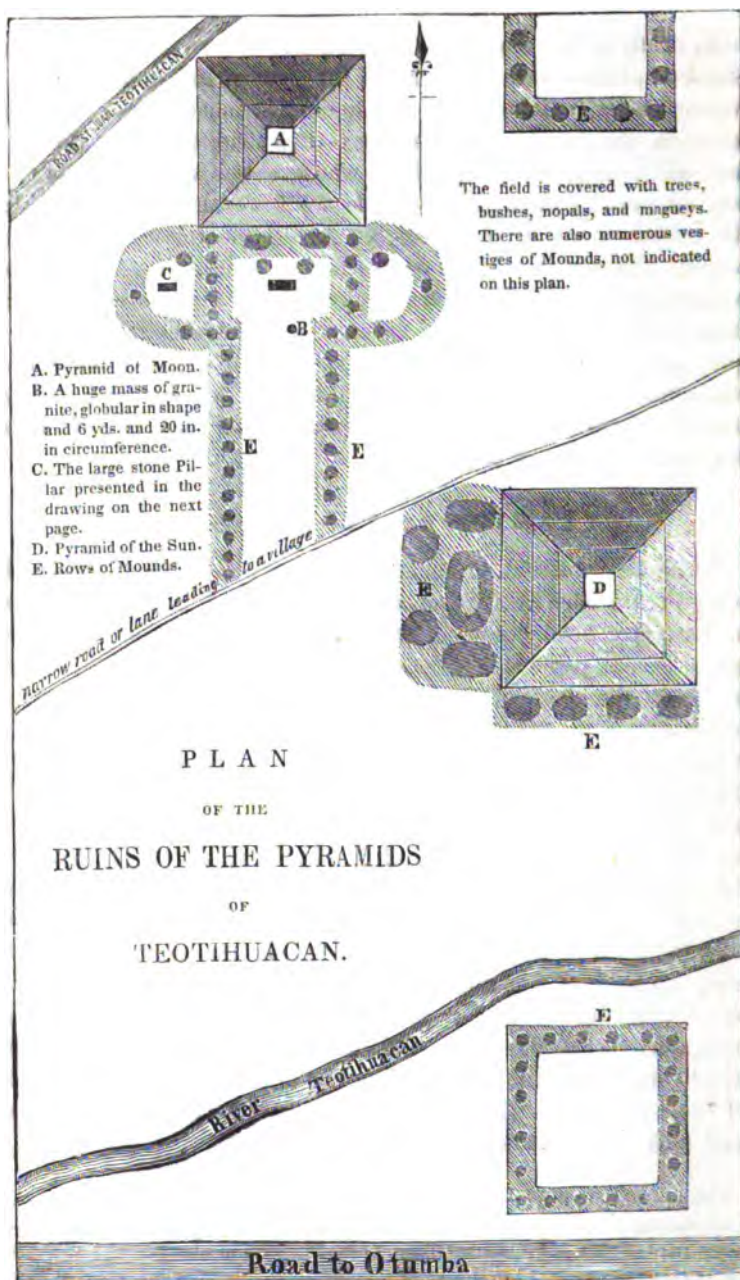 ROAD ST. JUAN TEOTIHUACAN
A
E
The field is covered with trees,
bushes, nopals, and magueys.
There are also numerous ves-
tiges of Mounds, not indicated
on this plan.
C
B
A. Pyramid of Moon.
B. A huge mass of gra-
nite, globular in shape
and 6 yds. and 20 in.
in circumference.
C. The large stone Pil-
lar presented in the
drawing on the next
page.
D. Pyramid of the Sun.
E. Rows of Mounds.
E
E
narrow road or lane leading to a village
E
D
E
PLAN
OF THE
RUINS OF THE PYRAMIDS
OF
TEOTIHUACAN.
River Teotihuacan
E
Road to Otumba